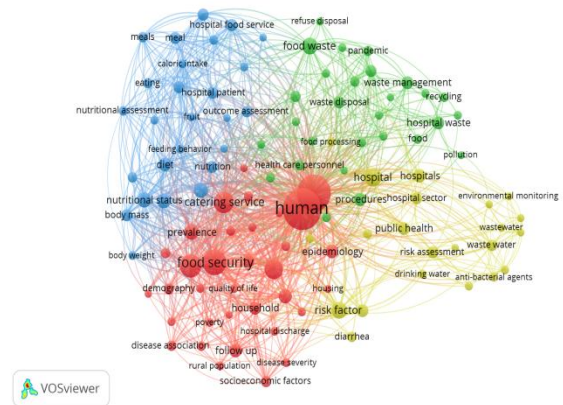 refuse disposal
hospital food service
meals
meal
food waste
pandemic
caloric intake
eating
hospital patient
waste management
recycling
waste disposal
nutritional assessment
outcome assessment
fruit
hospital waste
food processing
food
feeding behavior
health care personnel
pollution
diet
nutrition
hospital
hospitals
nutritional status
catering service
human
procedures
hospital sector
environmental monitoring
body mass
prevalence
public health
wastewater
body weight
food security
epidemiology
risk assessment
waste water
drinking water
anti-bacterial agents
demography
quality of life
housing
household
risk factor
poverty
hospital discharge
diarrhea
disease association
follow up
rural population
disease severity
socioeconomic factors
VOSviewer